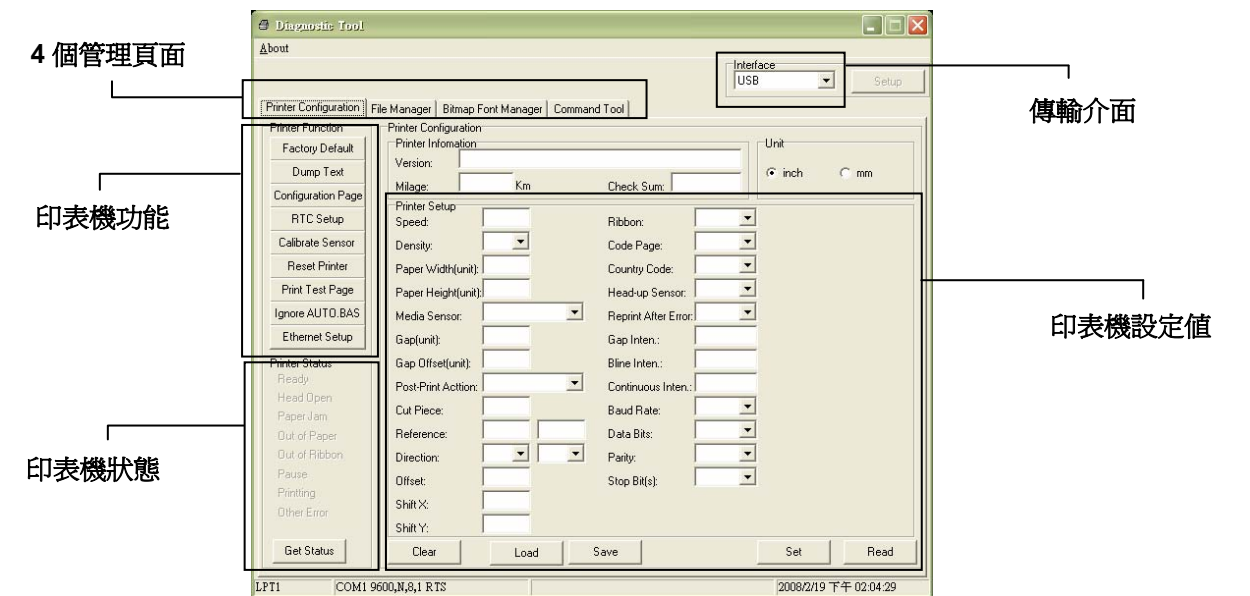 Diagnostic Tool
About
4 個管理頁面
Interface
USB
Setup
傳輸介面
Printer Configuration
File Manager
Bitmap Font Manager
Command Tool
Printer Function
Factory Default
Dump Text
Configuration Page
RTC Setup
Calibrate Sensor
Reset Printer
Print Test Page
Ignore AUTO.BAS
Ethernet Setup
印表機功能
Printer Configuration
Printer Infomation
Version:
Milage:
Km
Check Sum:
Unit
inch
mm
Printer Setup
Speed:
Ribbon:
Density:
Code Page:
Paper Width(unit):
Country Code:
Paper Height(unit):
Head-up Sensor:
Media Sensor:
Reprint After Error:
Gap(unit):
Gap Inten.:
Gap Offset(unit):
Bline Inten.:
Post-Print Acttion:
Continuous Inten.:
Cut Piece:
Baud Rate:
Reference:
Data Bits:
Direction:
Parity:
Offset:
Stop Bit(s):
Shift X:
Shift Y:
印表機設定值
Printer Status
Ready
Head Open
Paper Jam
Out of Paper
Out of Ribbon
Pause
Printting
Other Error
Get Status
印表機狀態
Clear
Load
Save
Set
Read
LPT1
COM1 9600,N,8,1 RTS
2008/2/19 下午 02:04:29